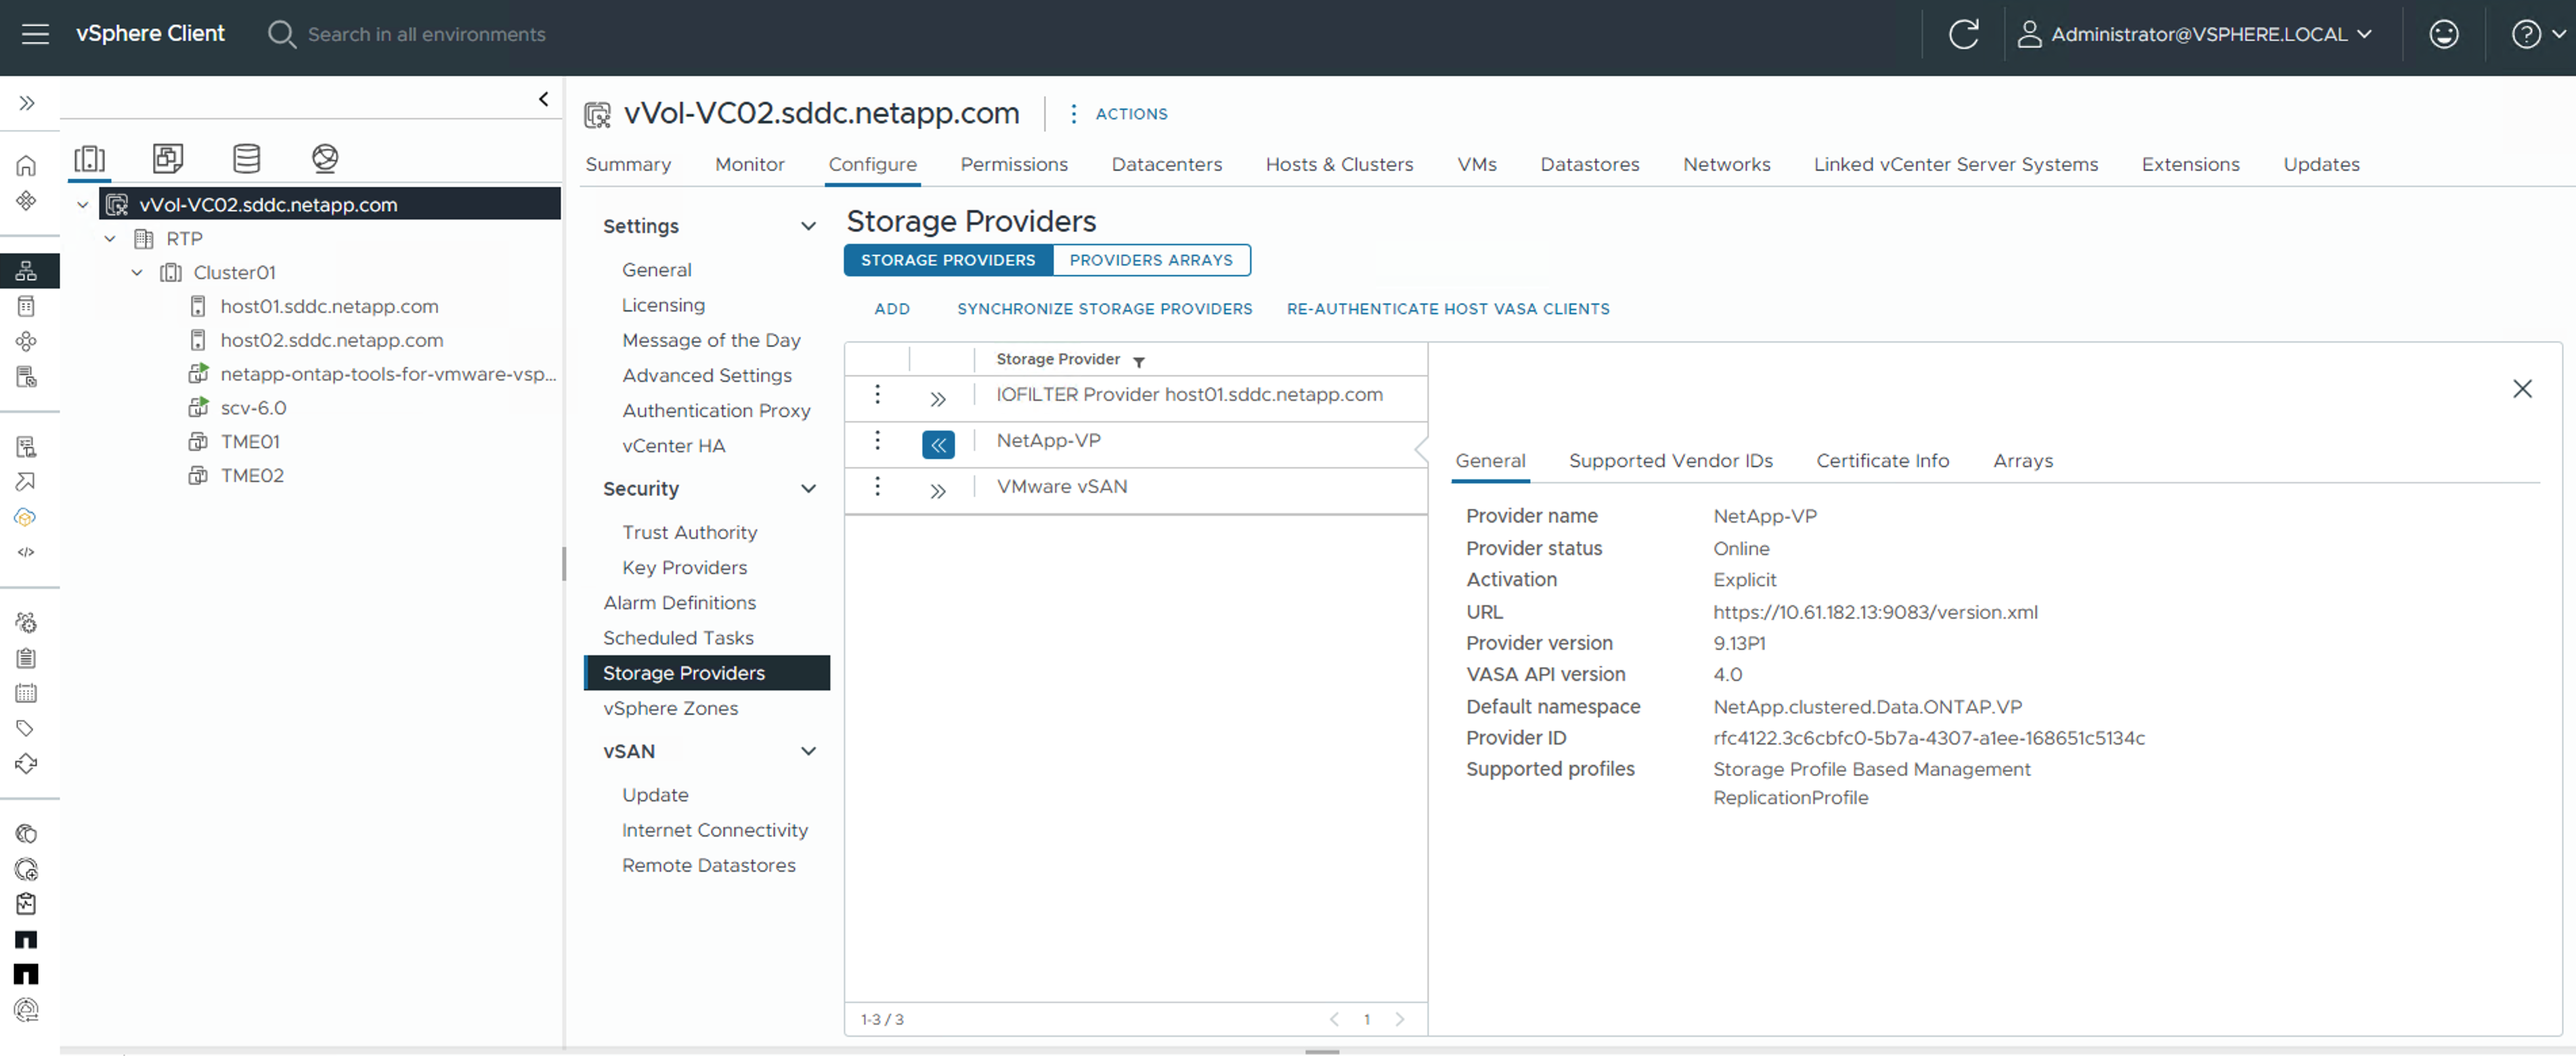 vSphere Client
Search in all environments
Administrator@VSPHERE.LOCAL
vVol-VC02.sddc.netapp.com
RTP
Cluster01
host01.sddc.netapp.com
host02.sddc.netapp.com
netapp-ontap-tools-for-vmware-vsp...
scv-6.0
TME01
TME02
vVol-VC02.sddc.netapp.com
ACTIONS
Summary Monitor Configure Permissions Datacenters Hosts & Clusters VMs Datastores Networks Linked vCenter Server Systems Extensions Updates
Settings
General
Licensing
Message of the Day
Advanced Settings
Authentication Proxy
vCenter HA
Security
Trust Authority
Key Providers
Alarm Definitions
Scheduled Tasks
Storage Providers
vSphere Zones
vSAN
Update
Internet Connectivity
Remote Datastores
Storage Providers
STORAGE PROVIDERS PROVIDERS ARRAYS
ADD SYNCHRONIZE STORAGE PROVIDERS RE-AUTHENTICATE HOST VASA CLIENTS
Storage Provider
IOFILTER Provider host01.sddc.netapp.com
NetApp-VP
VMware vSAN
1-3 / 3
1
General Supported Vendor IDs Certificate Info Arrays
Provider name NetApp-VP
Provider status Online
Activation Explicit
URL https://10.61.182.13:9083/version.xml
Provider version 9.13P1
VASA API version 4.0
Default namespace NetApp.clustered.Data.ONTAP.VP
Provider ID rfc4122.3c6cbfc0-5b7a-4307-a1ee-168651c5134c
Supported profiles Storage Profile Based Management
ReplicationProfile